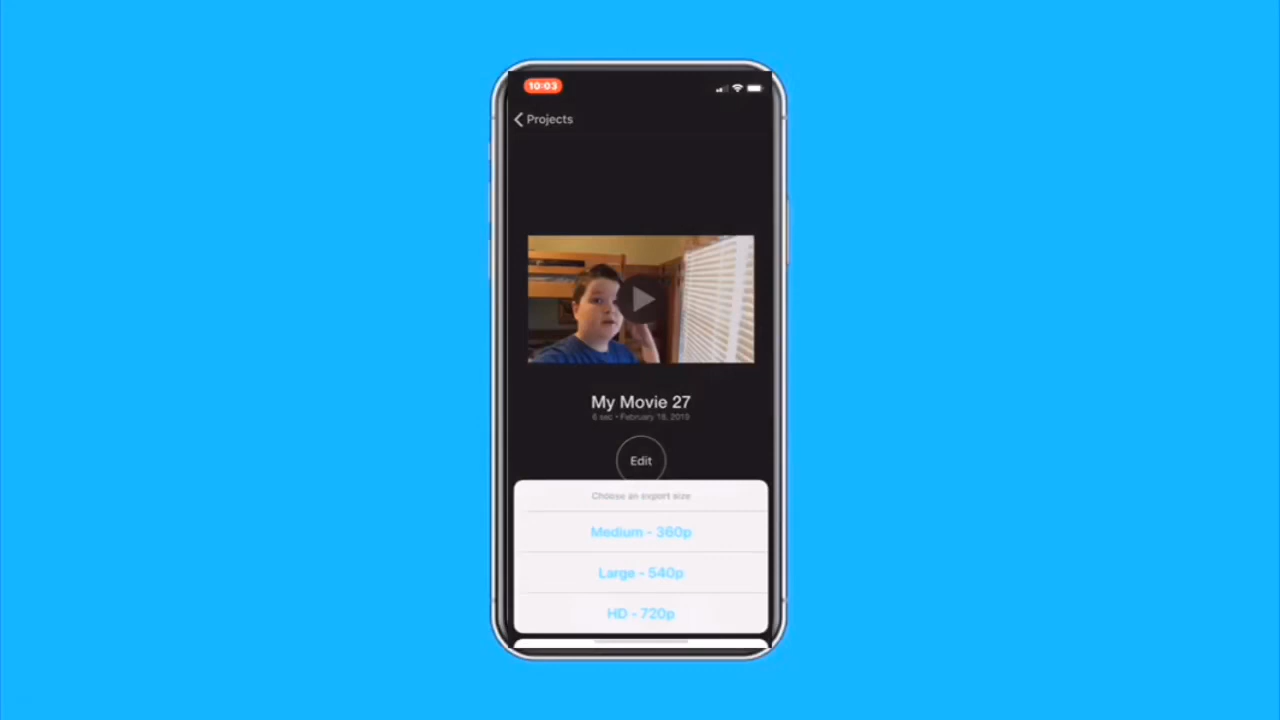 10:03
Projects
My Movie 27
6 sec • February 18, 2019
Edit
Choose an export size
Medium - 360p
Large - 540p
HD - 720p